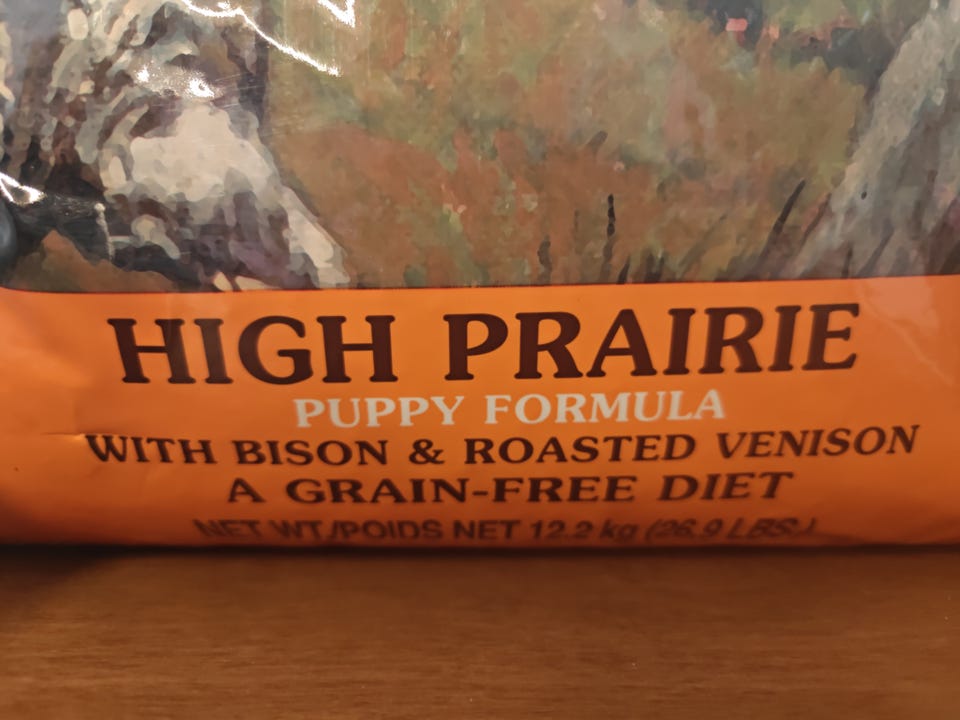 HIGH PRAIRIE
PUPPY FORMULA
WITH BISON & ROASTED VENISON
A GRAIN-FREE DIET
NET WT./POIDS NET 12.2 kg (26.9 LBS.)